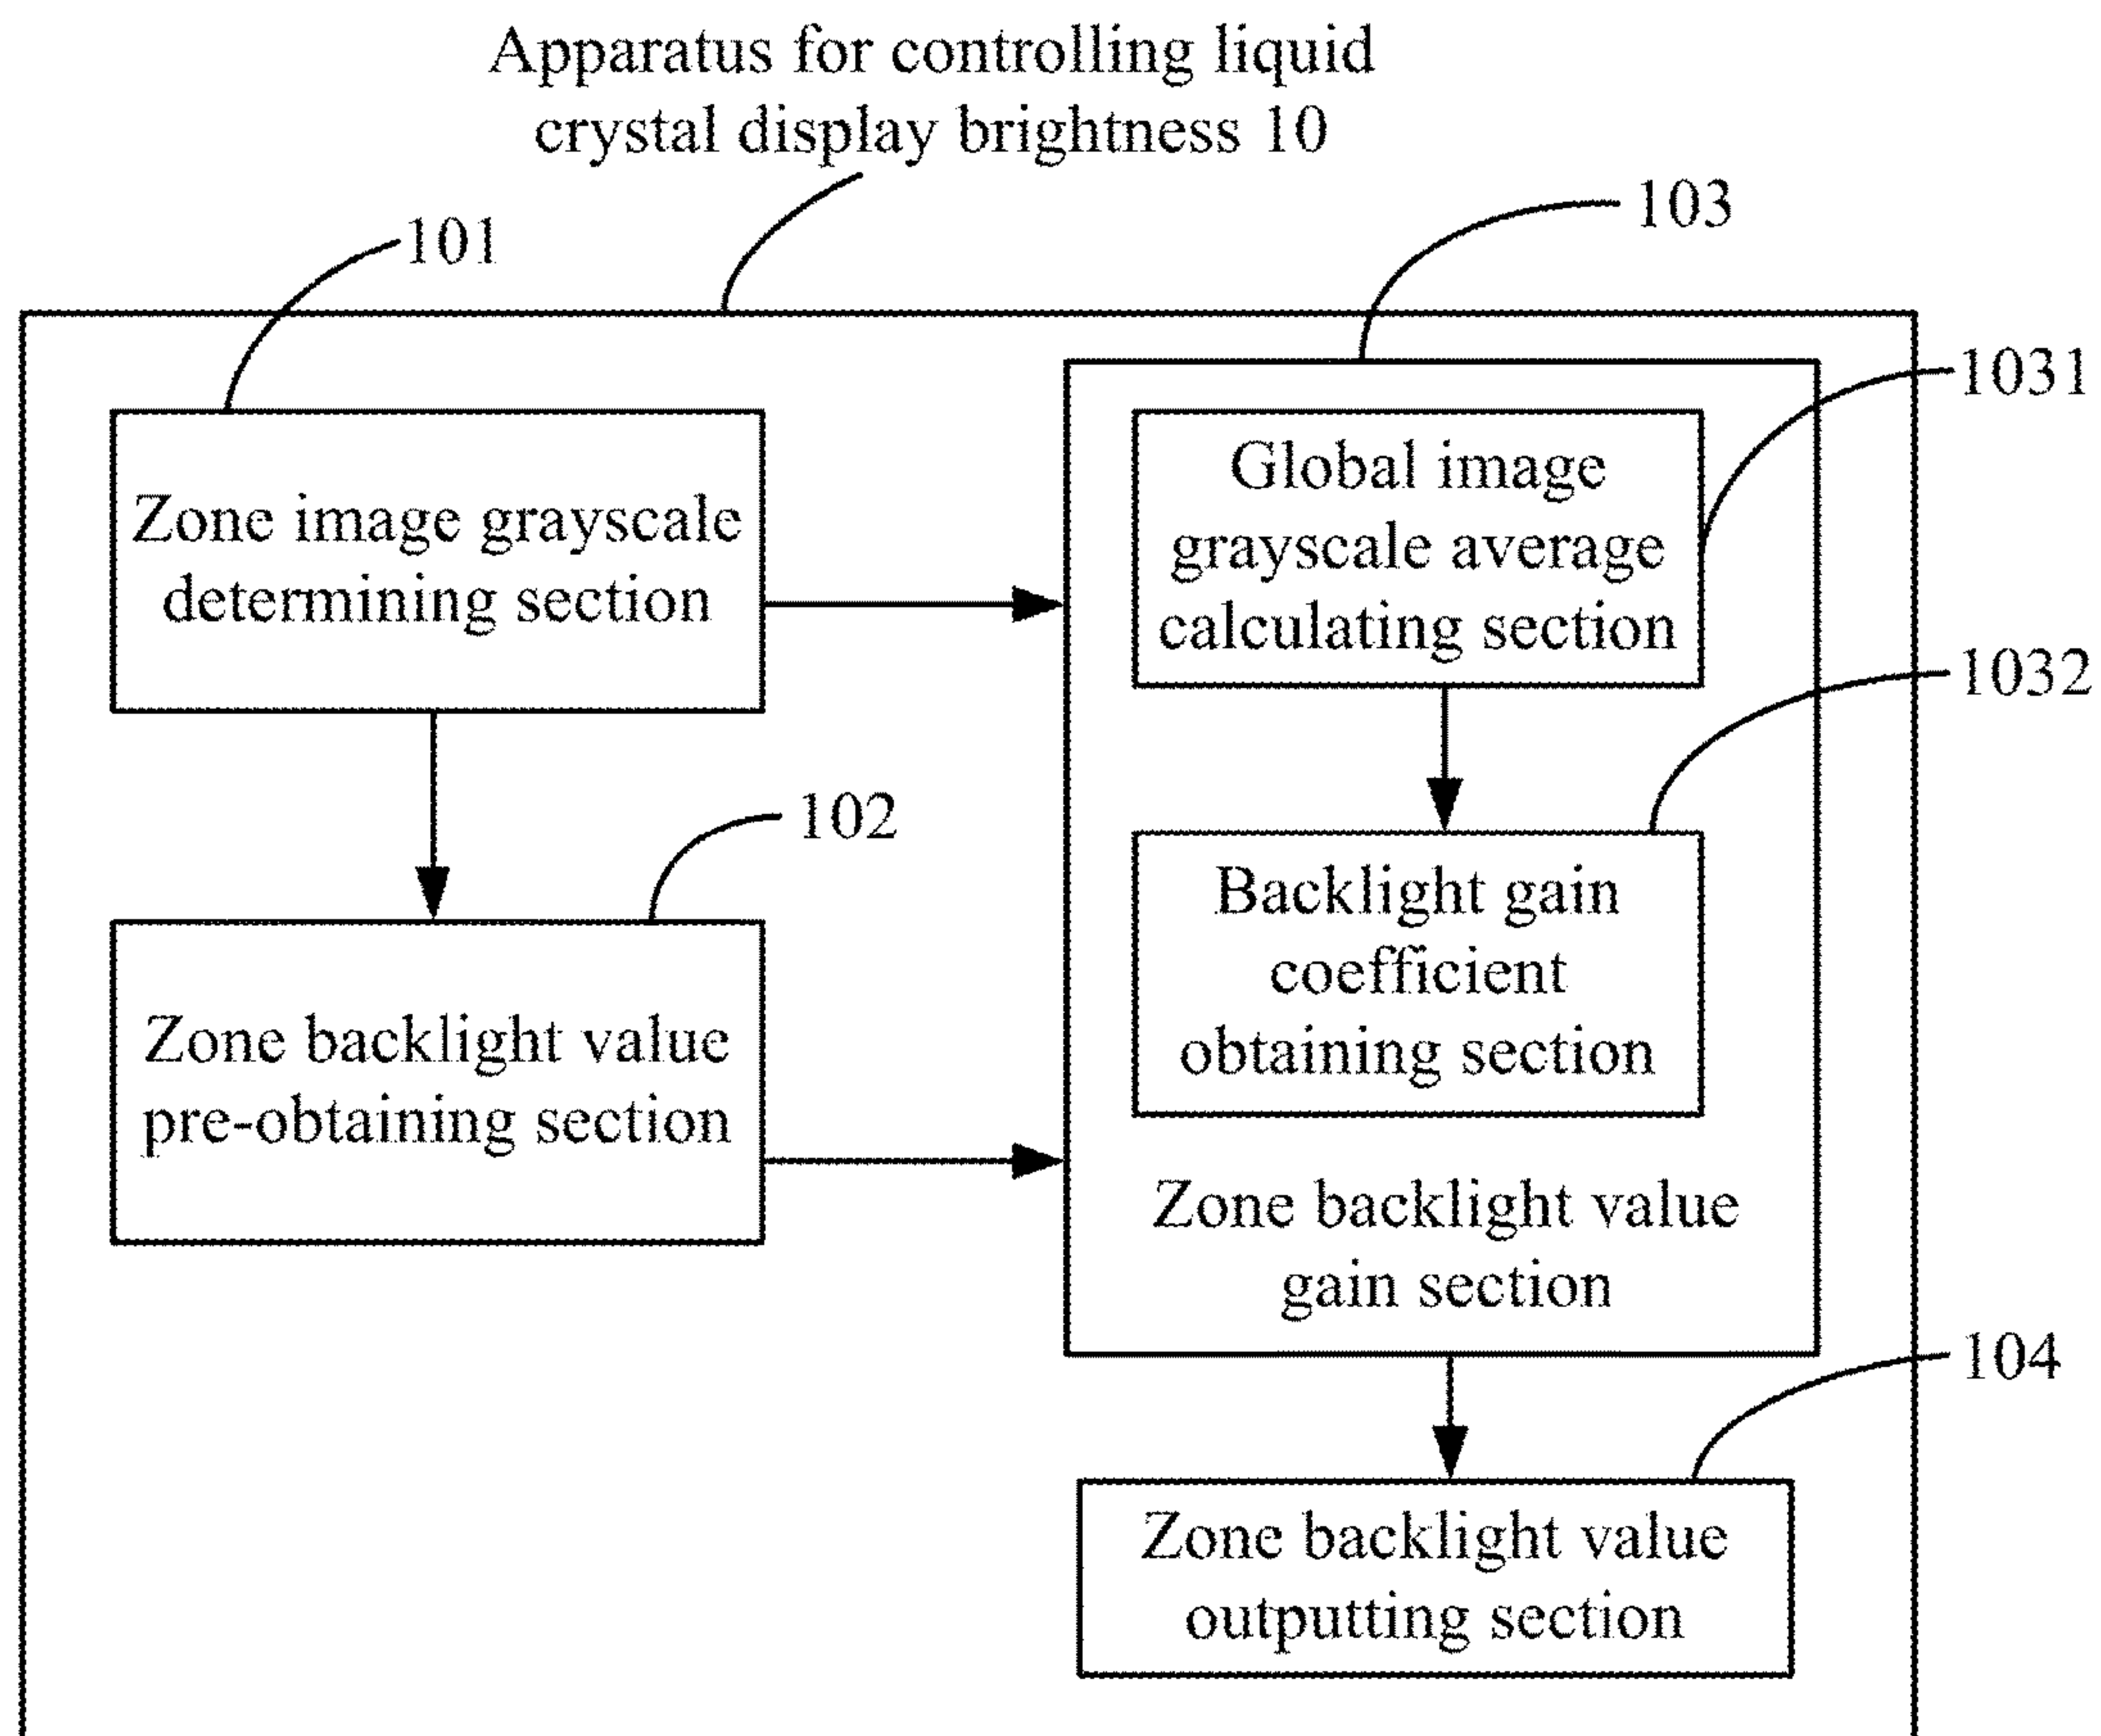 Apparatus for controlling liquid
crystal display brightness 10
101
103
1031
Zone image grayscale
determining section
Global image
grayscale average
calculating section
1032
102
Backlight gain
coefficient
obtaining section
Zone backlight value
pre-obtaining section
Zone backlight value
gain section
104
Zone backlight value
outputting section